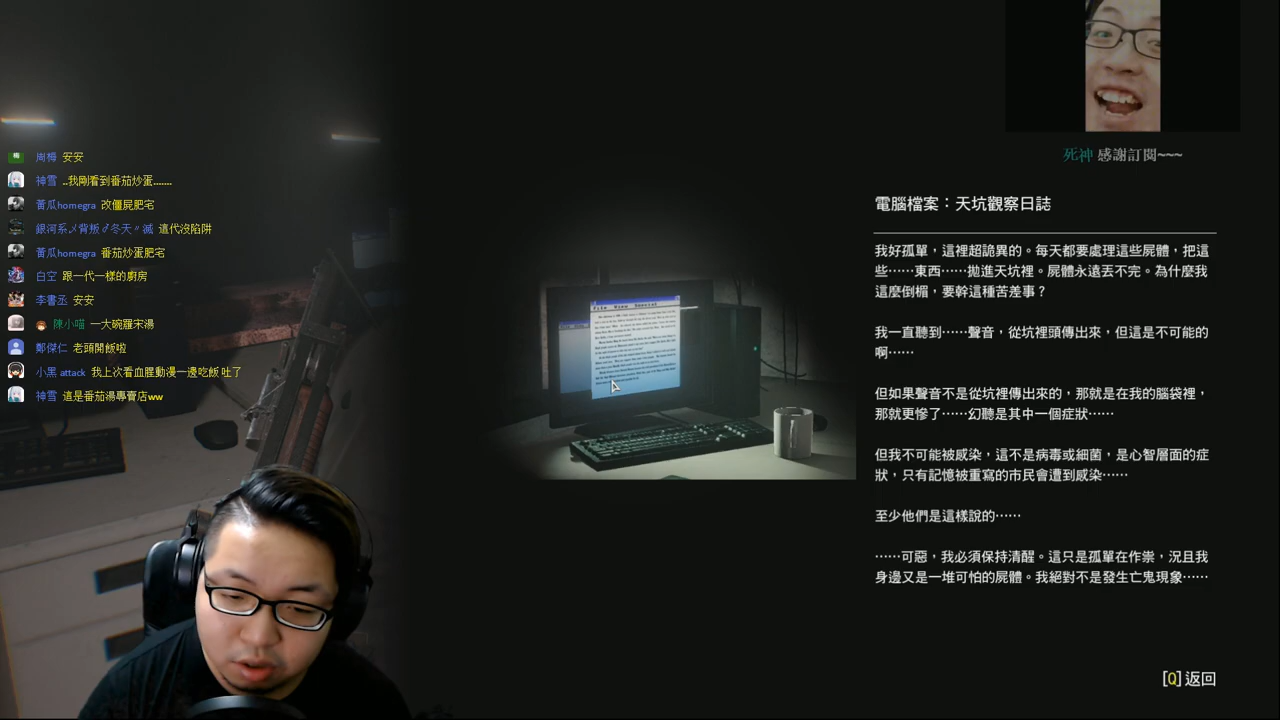 周梅 安安
神雪 ..我剛看到番茄炒蛋.......
黃瓜homegra 改僵屍肥宅
銀河系乄背叛♂冬天〃滅 這代沒陷阱
黃瓜homegra 番茄炒蛋肥宅
白空 跟一代一樣的廚房
李書丞 安安
陳小喵 一大碗羅宋湯
鄭保仁 老頭開飯啦
小黑 attack 我上次看血腥動漫一邊吃飯 吐了
神雪 這是番茄湯專賣店ww
死神 感謝訂閱~~~
電腦檔案：天坑觀察日誌
我好孤單，這裡超詭異的。每天都要處理這些屍體，把這
些……東西……拋進天坑裡。屍體永遠丟不完。為什麼我
這麼倒楣，要幹這種苦差事？
我一直聽到……聲音，從坑裡頭傳出來，但這是不可能的
啊……
但如果聲音不是從坑裡傳出來的，那就是在我的腦袋裡，
那就更慘了……幻聽是其中一個症狀……
但我不可能被感染，這不是病毒或細菌，是心智層面的症
狀，只有記憶被重寫的市民會遭到感染……
至少他們是這樣說的……
……可惡，我必須保持清醒。這只是孤單在作祟，況且我
身邊又是一堆可怕的屍體。我絕對不是發生亡鬼現象……
[Q]返回